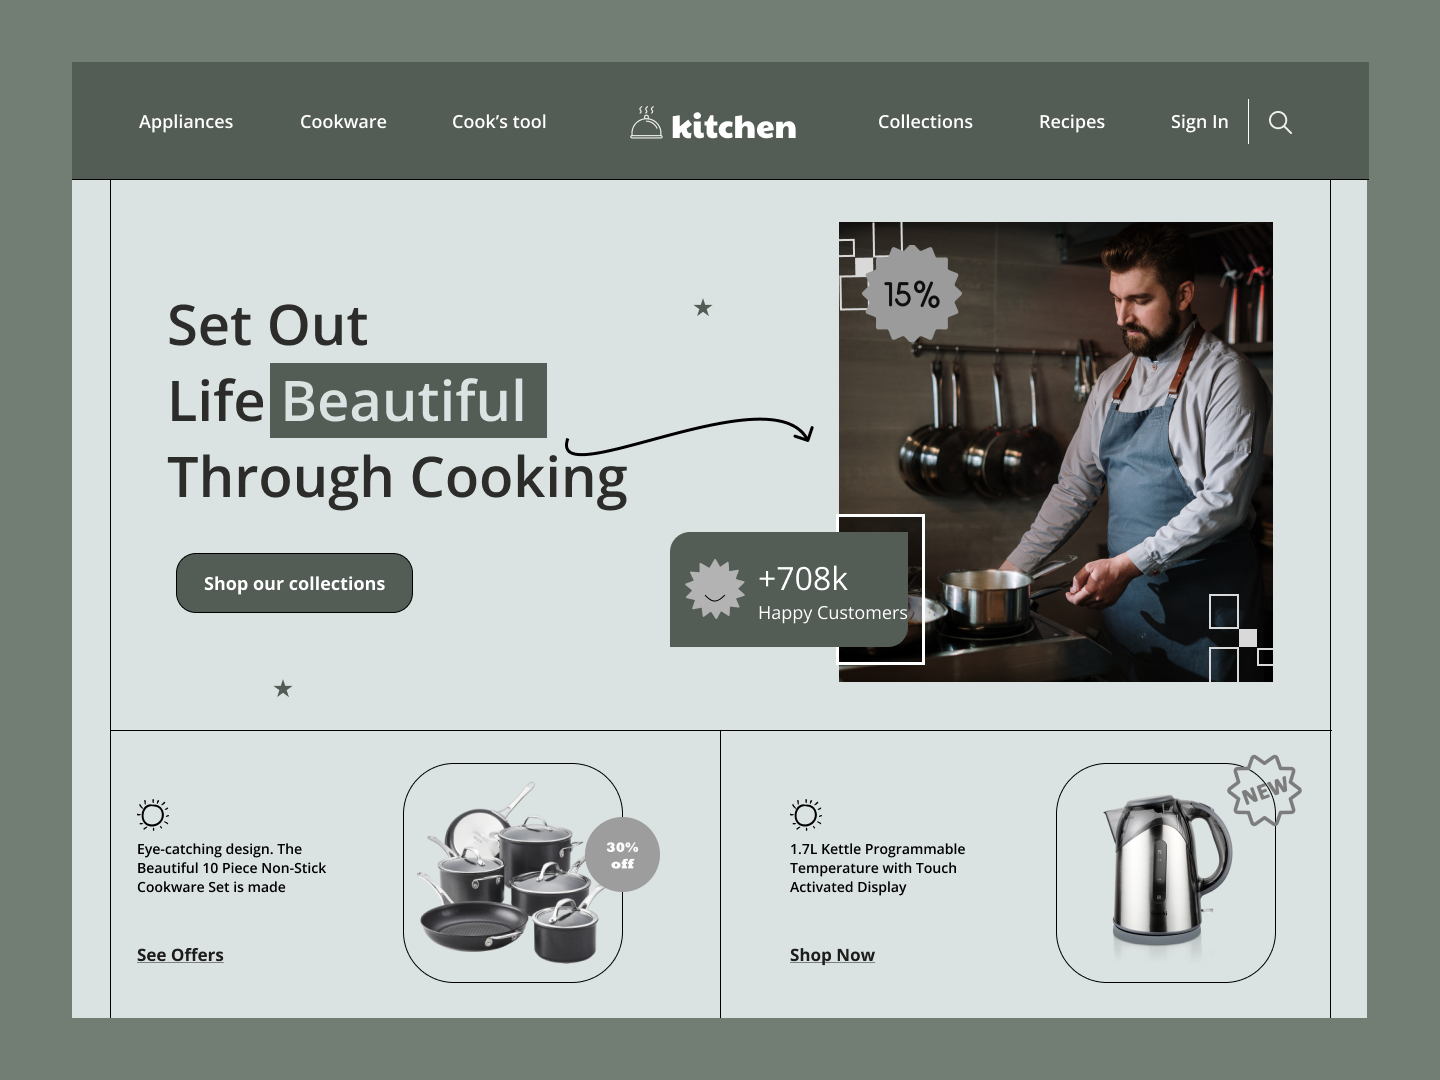 Appliances
Cookware
Cook’s tool
kitchen
Collections
Recipes
Sign In
Set Out
Life Beautiful
Through Cooking
15%
Shop our collections
+708k
Happy Customers
Eye-catching design. The
Beautiful 10 Piece Non-Stick
Cookware Set is made
See Offers
30%
off
1.7L Kettle Programmable
Temperature with Touch
Activated Display
Shop Now
NEW